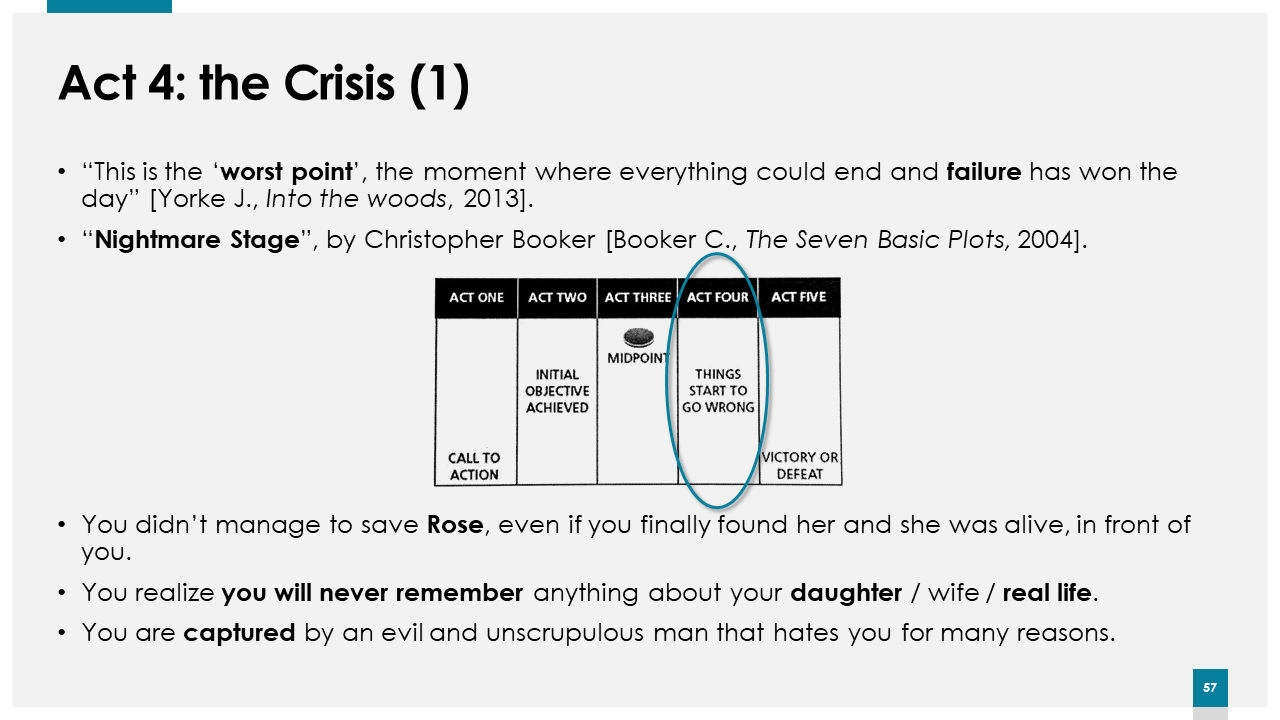 Act 4: the Crisis (1)
• “This is the ‘worst point’, the moment where everything could end and failure has won the
day” [Yorke J., Into the woods, 2013].
• “Nightmare Stage”, by Christopher Booker [Booker C., The Seven Basic Plots, 2004].
ACT ONE ACT TWO ACT THREE ACT FOUR ACT FIVE
MIDPOINT
INITIAL
OBJECTIVE
ACHIEVED
THINGS
START TO
GO WRONG
CALL TO
ACTION
VICTORY OR
DEFEAT
• You didn’t manage to save Rose, even if you finally found her and she was alive, in front of
you.
• You realize you will never remember anything about your daughter / wife / real life.
• You are captured by an evil and unscrupulous man that hates you for many reasons.
57